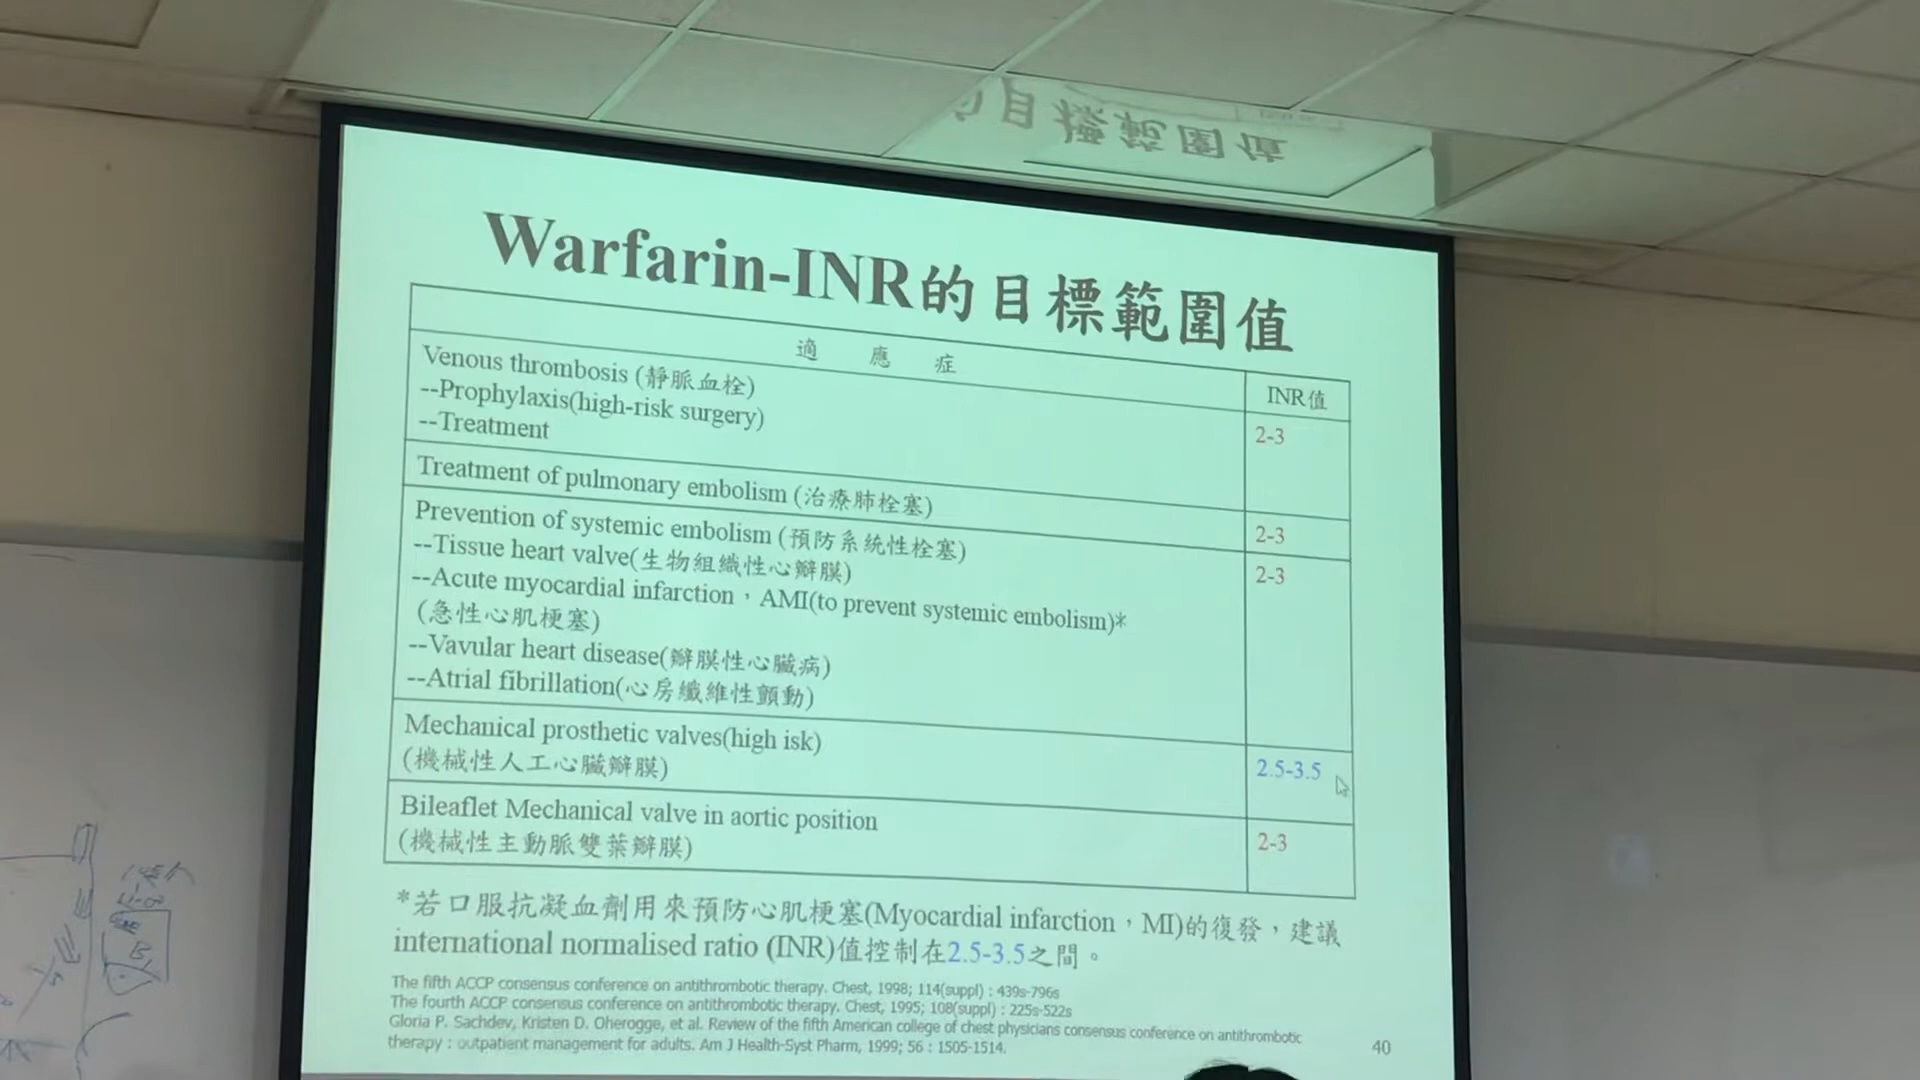 Warfarin-INR的目標範圍值
適 應 症
INR值
Venous thrombosis (靜脈血栓)
--Prophylaxis(high-risk surgery)
--Treatment
2-3
Treatment of pulmonary embolism (治療肺栓塞)
2-3
Prevention of systemic embolism (預防系統性栓塞)
--Tissue heart valve(生物組織性心瓣膜)
--Acute myocardial infarction，AMI(to prevent systemic embolism)*
(急性心肌梗塞)
--Vavular heart disease(瓣膜性心臟病)
--Atrial fibrillation(心房纖維性顫動)
2-3
Mechanical prosthetic valves(high isk)
(機械性人工心臟瓣膜)
2.5-3.5
Bileaflet Mechanical valve in aortic position
(機械性主動脈雙葉瓣膜)
2-3
*若口服抗凝血劑用來預防心肌梗塞(Myocardial infarction，MI)的復發，建議
international normalised ratio (INR)值控制在2.5-3.5之間。
The fifth ACCP consensus conference on antithrombotic therapy. Chest, 1998; 114(suppl) : 439s-796s
The fourth ACCP consensus conference on antithrombotic therapy. Chest, 1995; 108(suppl) : 225s-522s
Gloria P. Sachdev, Kristen D. Oherogge, et al. Review of the fifth American college of chest physicians consensus conference on antithrombotic
therapy : outpatient management for adults. Am J Health-Syst Pharm, 1999; 56 : 1505-1514.
40